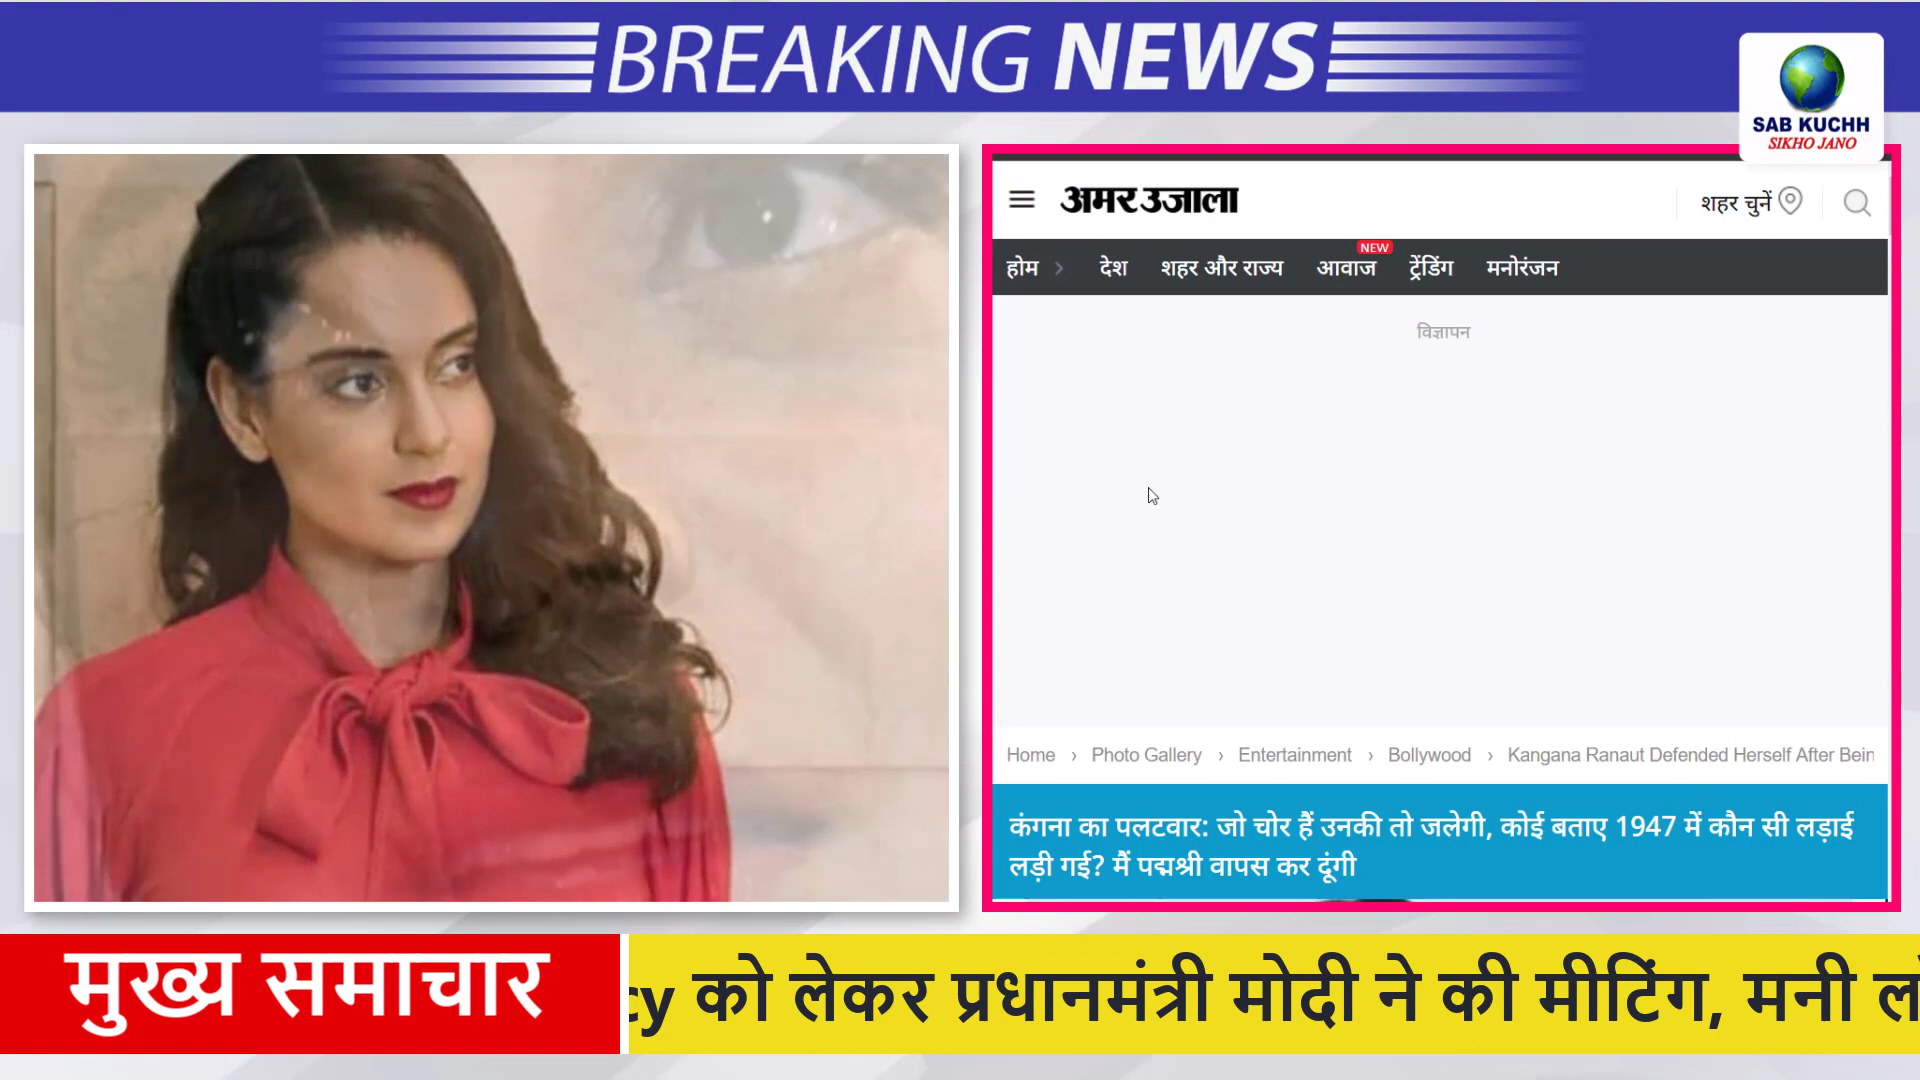 BREAKING NEWS
SAB KUCHH
SIKHO JANO
अमर उजाला
शहर चुनें
होम
देश
शहर और राज्य
आवाज
NEW
ट्रेंडिंग
मनोरंजन
विज्ञापन
Home › Photo Gallery › Entertainment › Bollywood › Kangana Ranaut Defended Herself After Bein
कंगना का पलटवार: जो चोर हैं उनकी तो जलेगी, कोई बताए 1947 में कौन सी लड़ाई
लड़ी गई? मैं पद्मश्री वापस कर दूंगी
मुख्य समाचार
cy को लेकर प्रधानमंत्री मोदी ने की मीटिंग, मनी